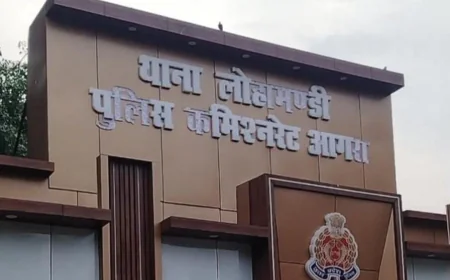 थाना लोहामण्डी
पुलिस कमिश्नरेट आगरा